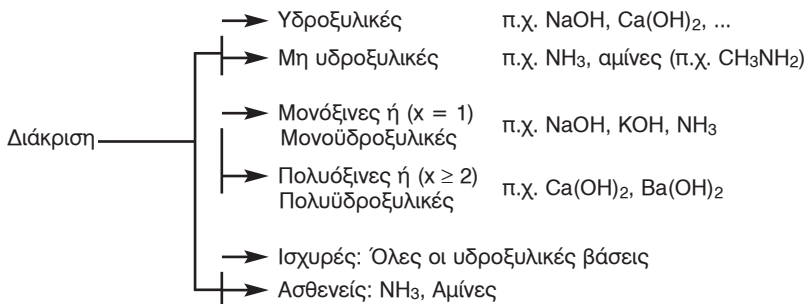 Υδροξυλικές π.χ. NaOH, Ca(OH)₂, ...
Μη υδροξυλικές π.χ. NH₃, αμίνες (π.χ. CH₃NH₂)
Μονόξινες ή (x = 1)
Μονοϋδροξυλικές π.χ. NaOH, KOH, NH₃
Διάκριση
Πολυόξινες ή (x ≥ 2)
Πολυϋδροξυλικές π.χ. Ca(OH)₂, Ba(OH)₂
Ισχυρές: Όλες οι υδροξυλικές βάσεις
Ασθενείς: NH₃, Αμίνες